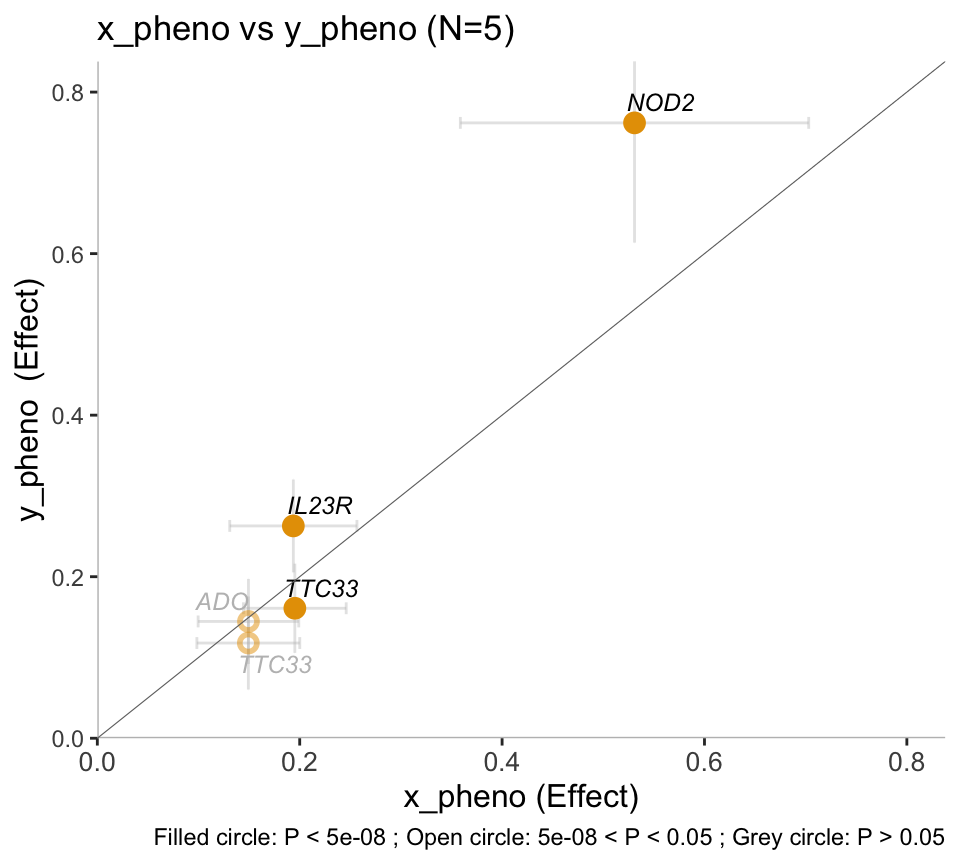 x_pheno vs y_pheno (N=5)
0.8
NOD2
0.6
y_pheno (Effect)
0.4
IL23R
0.2
TTC33
ADO
TTC33
0.0
0.0 0.2 0.4 0.6 0.8
x_pheno (Effect)
Filled circle: P < 5e-08 ; Open circle: 5e-08 < P < 0.05 ; Grey circle: P > 0.05